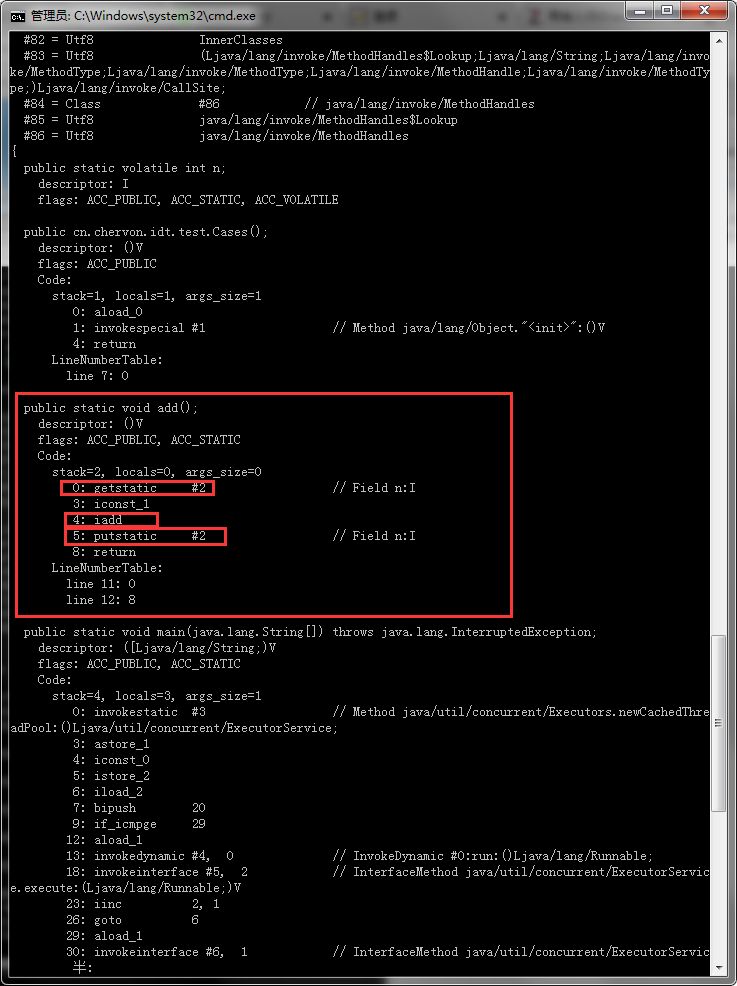 管理员: C:\Windows\system32\cmd.exe
#82 = Utf8               InnerClasses
#83 = Utf8               (Ljava/lang/invoke/MethodHandles$Lookup;Ljava/lang/String;Ljava/lang/invo
ke/MethodType;Ljava/lang/invoke/MethodType;Ljava/lang/invoke/MethodHandle;Ljava/lang/invoke/MethodTy
pe;)Ljava/lang/invoke/CallSite;
#84 = Class              #86            // java/lang/invoke/MethodHandles
#85 = Utf8               java/lang/invoke/MethodHandles$Lookup
#86 = Utf8               java/lang/invoke/MethodHandles
{
public static volatile int n;
descriptor: I
flags: ACC_PUBLIC, ACC_STATIC, ACC_VOLATILE
public cn.chervon.idt.test.Cases();
descriptor: ()V
flags: ACC_PUBLIC
Code:
stack=1, locals=1, args_size=1
0: aload_0
1: invokespecial #1                  // Method java/lang/Object."<init>":()V
4: return
LineNumberTable:
line 7: 0
public static void add();
descriptor: ()V
flags: ACC_PUBLIC, ACC_STATIC
Code:
stack=2, locals=0, args_size=0
0: getstatic     #2                  // Field n:I
3: iconst_1
4: iadd
5: putstatic     #2                  // Field n:I
8: return
LineNumberTable:
line 11: 0
line 12: 8
public static void main(java.lang.String[]) throws java.lang.InterruptedException;
descriptor: ([Ljava/lang/String;)V
flags: ACC_PUBLIC, ACC_STATIC
Code:
stack=4, locals=3, args_size=1
0: invokestatic  #3                  // Method java/util/concurrent/Executors.newCachedThre
adPool:()Ljava/util/concurrent/ExecutorService;
3: astore_1
4: iconst_0
5: istore_2
6: iload_2
7: bipush        20
9: if_icmpge     29
12: aload_1
13: invokedynamic #4,  0              // InvokeDynamic #0:run:()Ljava/lang/Runnable;
18: invokeinterface #5,  2            // InterfaceMethod java/util/concurrent/ExecutorServic
e.execute:(Ljava/lang/Runnable;)V
23: iinc          2, 1
26: goto          6
29: aload_1
30: invokeinterface #6,  1            // InterfaceMethod java/util/concurrent/ExecutorServic
半: